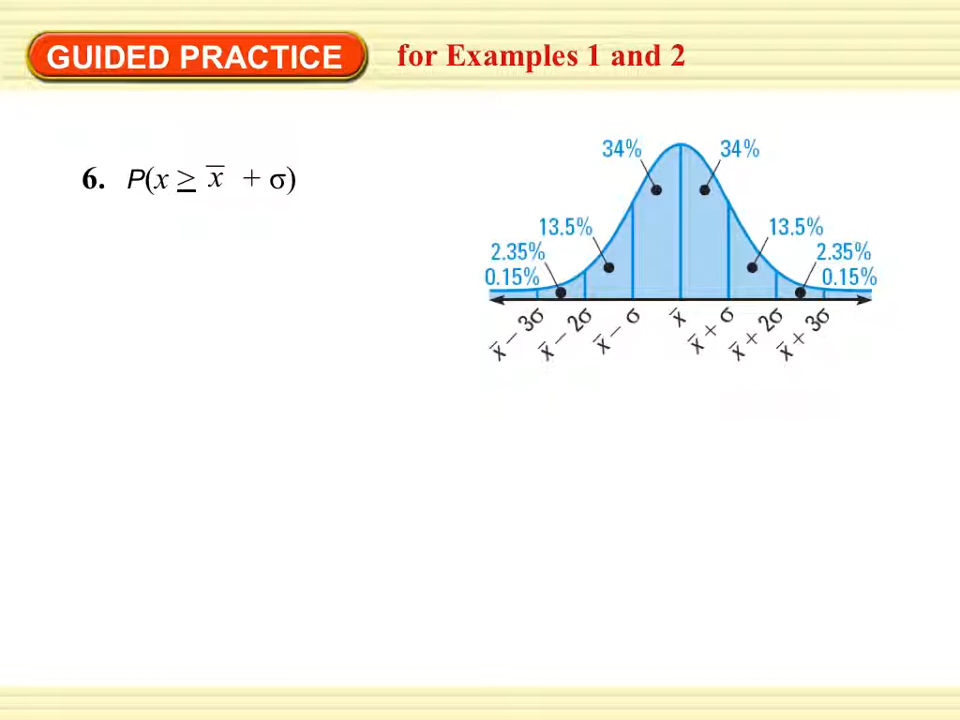 GUIDED PRACTICE for Examples 1 and 2
6. P(x ≥ x̅ + σ)
34% 34%
13.5% 13.5%
2.35% 2.35%
0.15% 0.15%
x̅ – 3σ x̅ – 2σ x̅ – σ x̅ x̅ + σ x̅ + 2σ x̅ + 3σ